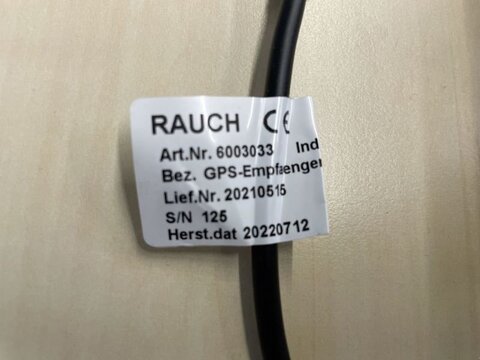 RAUCH CE
Art.Nr. 6003033 Ind
Bez. GPS-Empfaenger
Lief.Nr. 20210515
S/N 125
Herst.dat 20220712